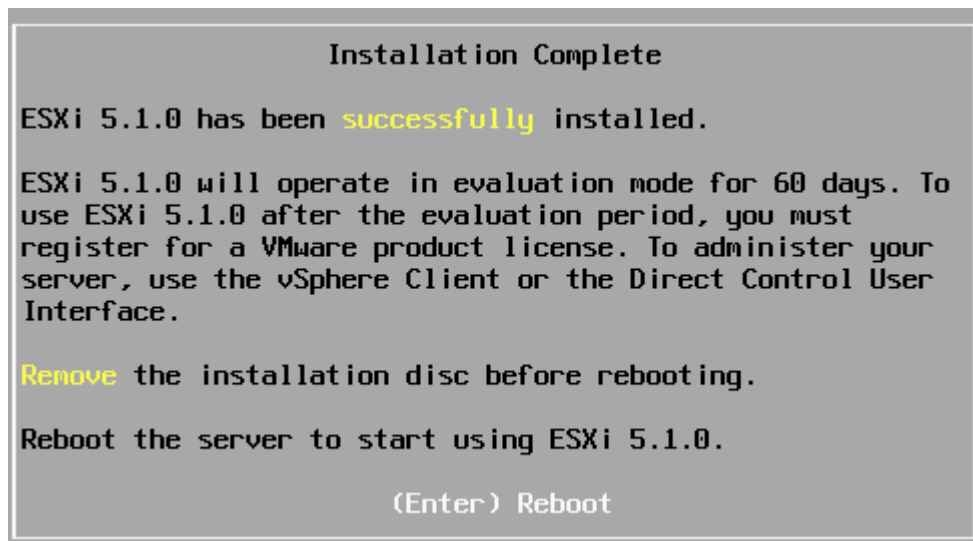 Installation Complete
ESXi 5.1.0 has been successfully installed.
ESXi 5.1.0 will operate in evaluation mode for 60 days. To
use ESXi 5.1.0 after the evaluation period, you must
register for a VMware product license. To administer your
server, use the vSphere Client or the Direct Control User
Interface.
Remove the installation disc before rebooting.
Reboot the server to start using ESXi 5.1.0.
(Enter) Reboot